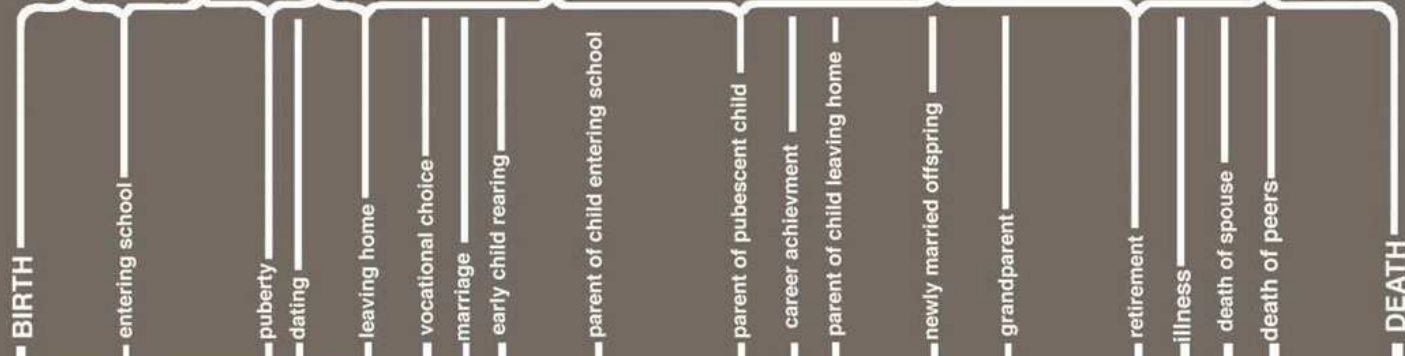 BIRTH
entering school
puberty
dating
leaving home
vocational choice
marriage
early child rearing
parent of child entering school
parent of pubescent child
career achievment
parent of child leaving home
newly married offspring
grandparent
retirement
illness
death of spouse
death of peers
DEATH